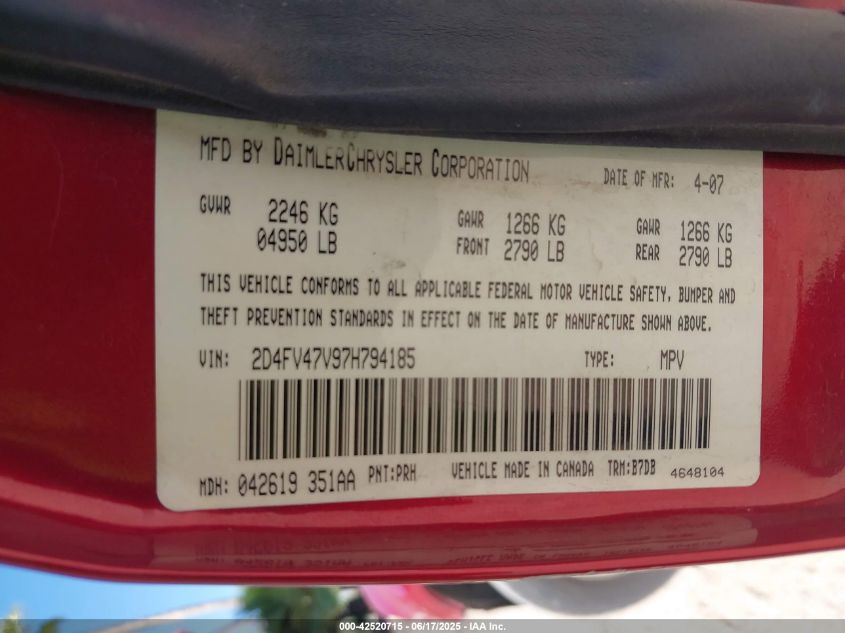 MFD BY DAIMLERCHRYSLER CORPORATION DATE OF MFR: 4-07
GVWR 2246 KG GAWR 1266 KG GAWR 1266 KG
04950 LB FRONT 2790 LB REAR 2790 LB
THIS VEHICLE CONFORMS TO ALL APPLICABLE FEDERAL MOTOR VEHICLE SAFETY, BUMPER AND
THEFT PREVENTION STANDARDS IN EFFECT ON THE DATE OF MANUFACTURE SHOWN ABOVE.
VIN: 2D4FV47V97H794185 TYPE: MPV
MDH: 042619 351AA PNT:PRH VEHICLE MADE IN CANADA TRM:B7DB 4648104
000-42520715 - 06/17/2025 - IAA Inc.